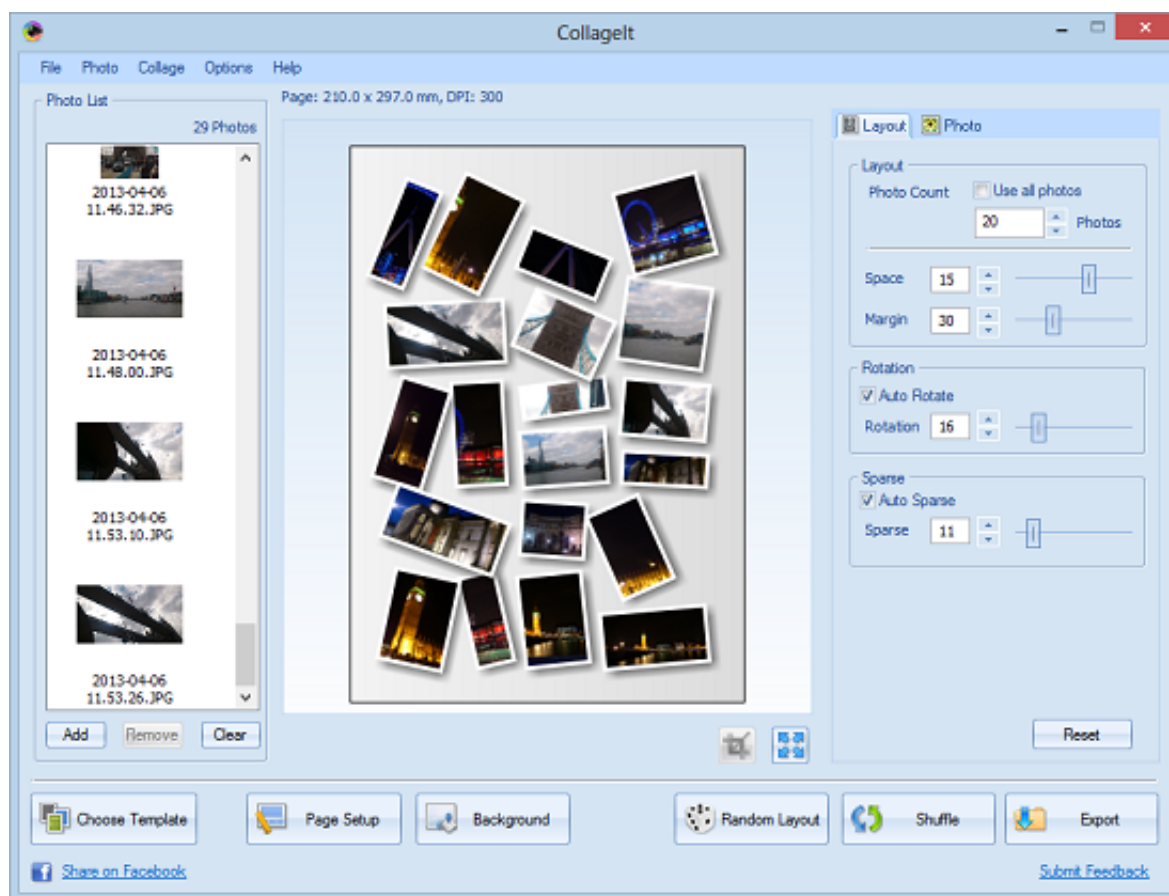 CollageIt
File Photo Collage Options Help
Photo List
29 Photos
2013-04-06
11.46.32.JPG
2013-04-06
11.48.00.JPG
2013-04-06
11.53.10.JPG
2013-04-06
11.53.26.JPG
Add Remove Clear
Page: 210.0 x 297.0 mm, DPI: 300
Layout Photo
Layout
Photo Count Use all photos
20 Photos
Space 15
Margin 30
Rotation
Auto Rotate
Rotation 16
Sparse
Auto Sparse
Sparse 11
Reset
Choose Template Page Setup Background Random Layout Shuffle Export
Share on Facebook Submit Feedback